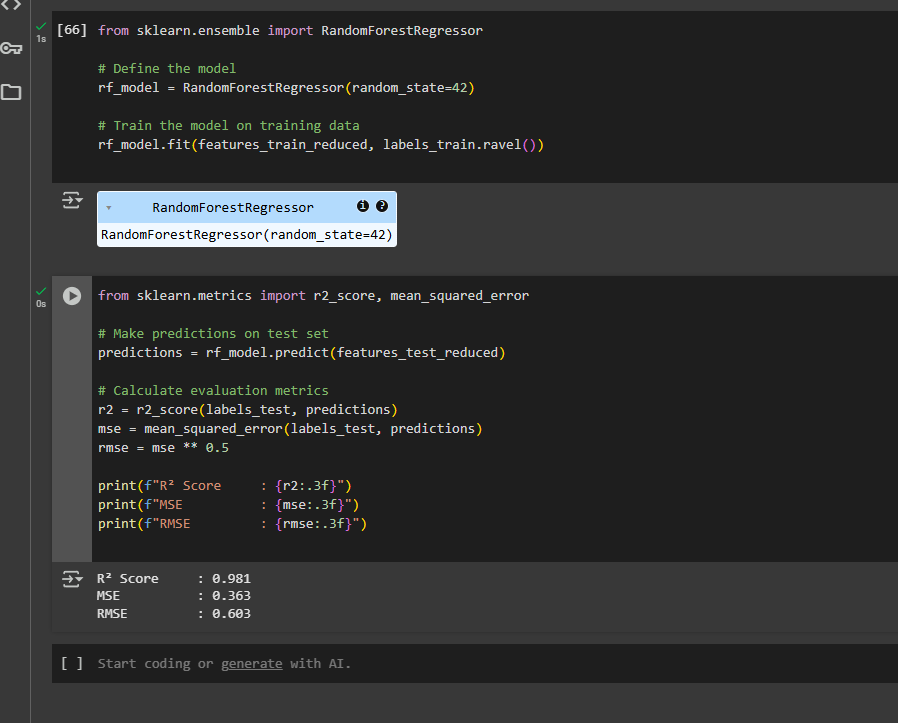 1s
[66] from sklearn.ensemble import RandomForestRegressor
# Define the model
rf_model = RandomForestRegressor(random_state=42)
# Train the model on training data
rf_model.fit(features_train_reduced, labels_train.ravel())
RandomForestRegressor
RandomForestRegressor(random_state=42)
0s
from sklearn.metrics import r2_score, mean_squared_error
# Make predictions on test set
predictions = rf_model.predict(features_test_reduced)
# Calculate evaluation metrics
r2 = r2_score(labels_test, predictions)
mse = mean_squared_error(labels_test, predictions)
rmse = mse ** 0.5
print(f"R² Score     : {r2:.3f}")
print(f"MSE          : {mse:.3f}")
print(f"RMSE         : {rmse:.3f}")
R² Score     : 0.981
MSE          : 0.363
RMSE         : 0.603
[ ] Start coding or generate with AI.